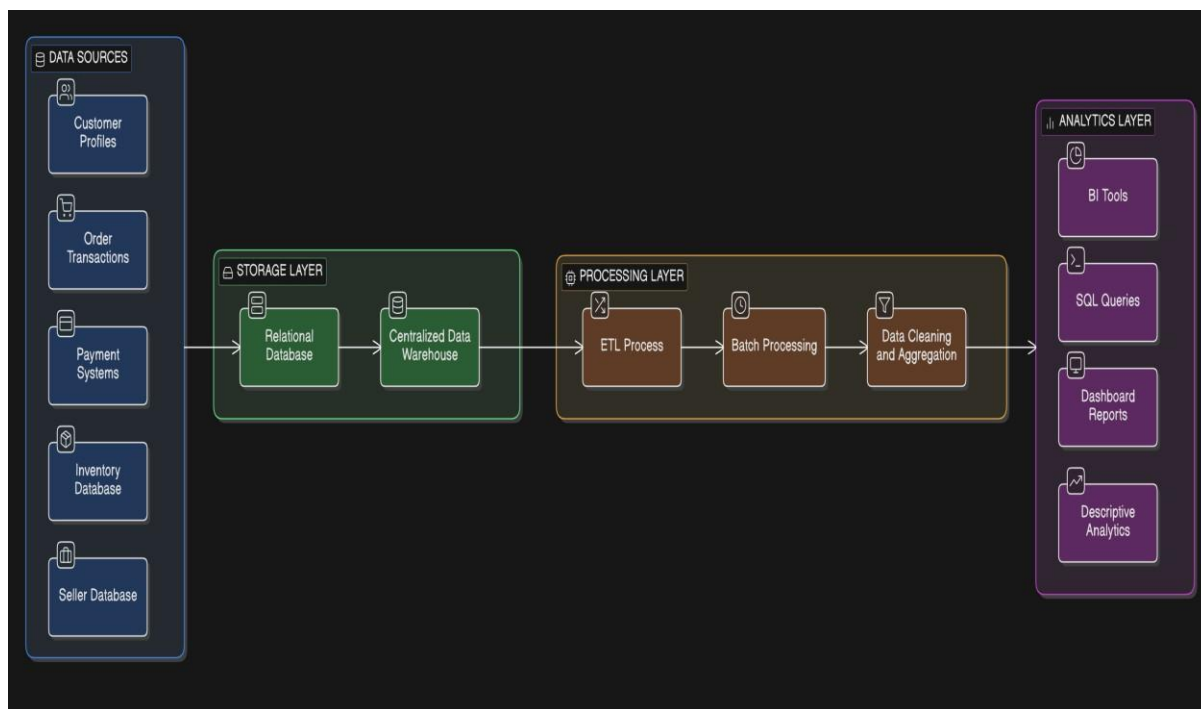 DATA SOURCES
Customer
Profiles
Order
Transactions
Payment
Systems
Inventory
Database
Seller Database
STORAGE LAYER
Relational
Database
Centralized Data
Warehouse
PROCESSING LAYER
ETL Process
Batch Processing
Data Cleaning
and Aggregation
ANALYTICS LAYER
BI Tools
SQL Queries
Dashboard
Reports
Descriptive
Analytics